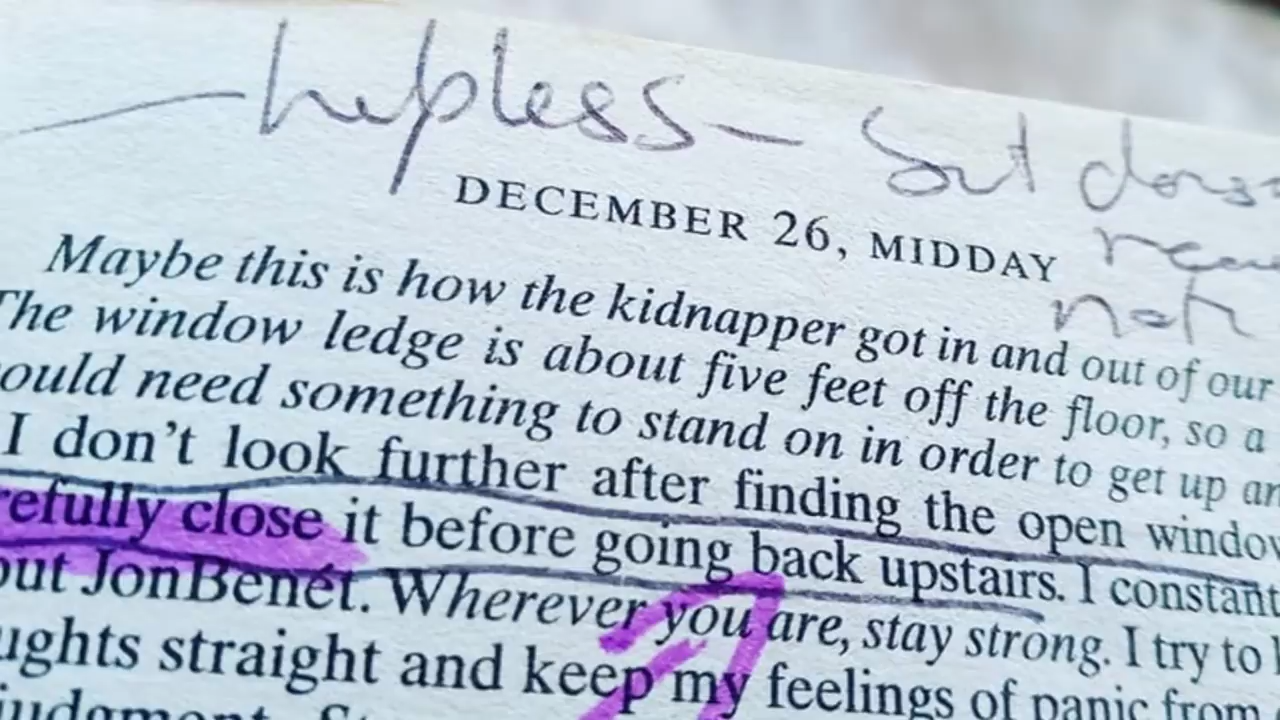 helpless -
DECEMBER 26, MIDDAY
not
Maybe this is how the kidnapper got in and out of our
The window ledge is about five feet off the floor, so a
ould need something to stand on in order to get up an
I don't look further after finding the open window
refully close it before going back upstairs. I constant
out JonBenét. Wherever you are, stay strong. I try to
ughts straight and keep my feelings of panic from
judgment.